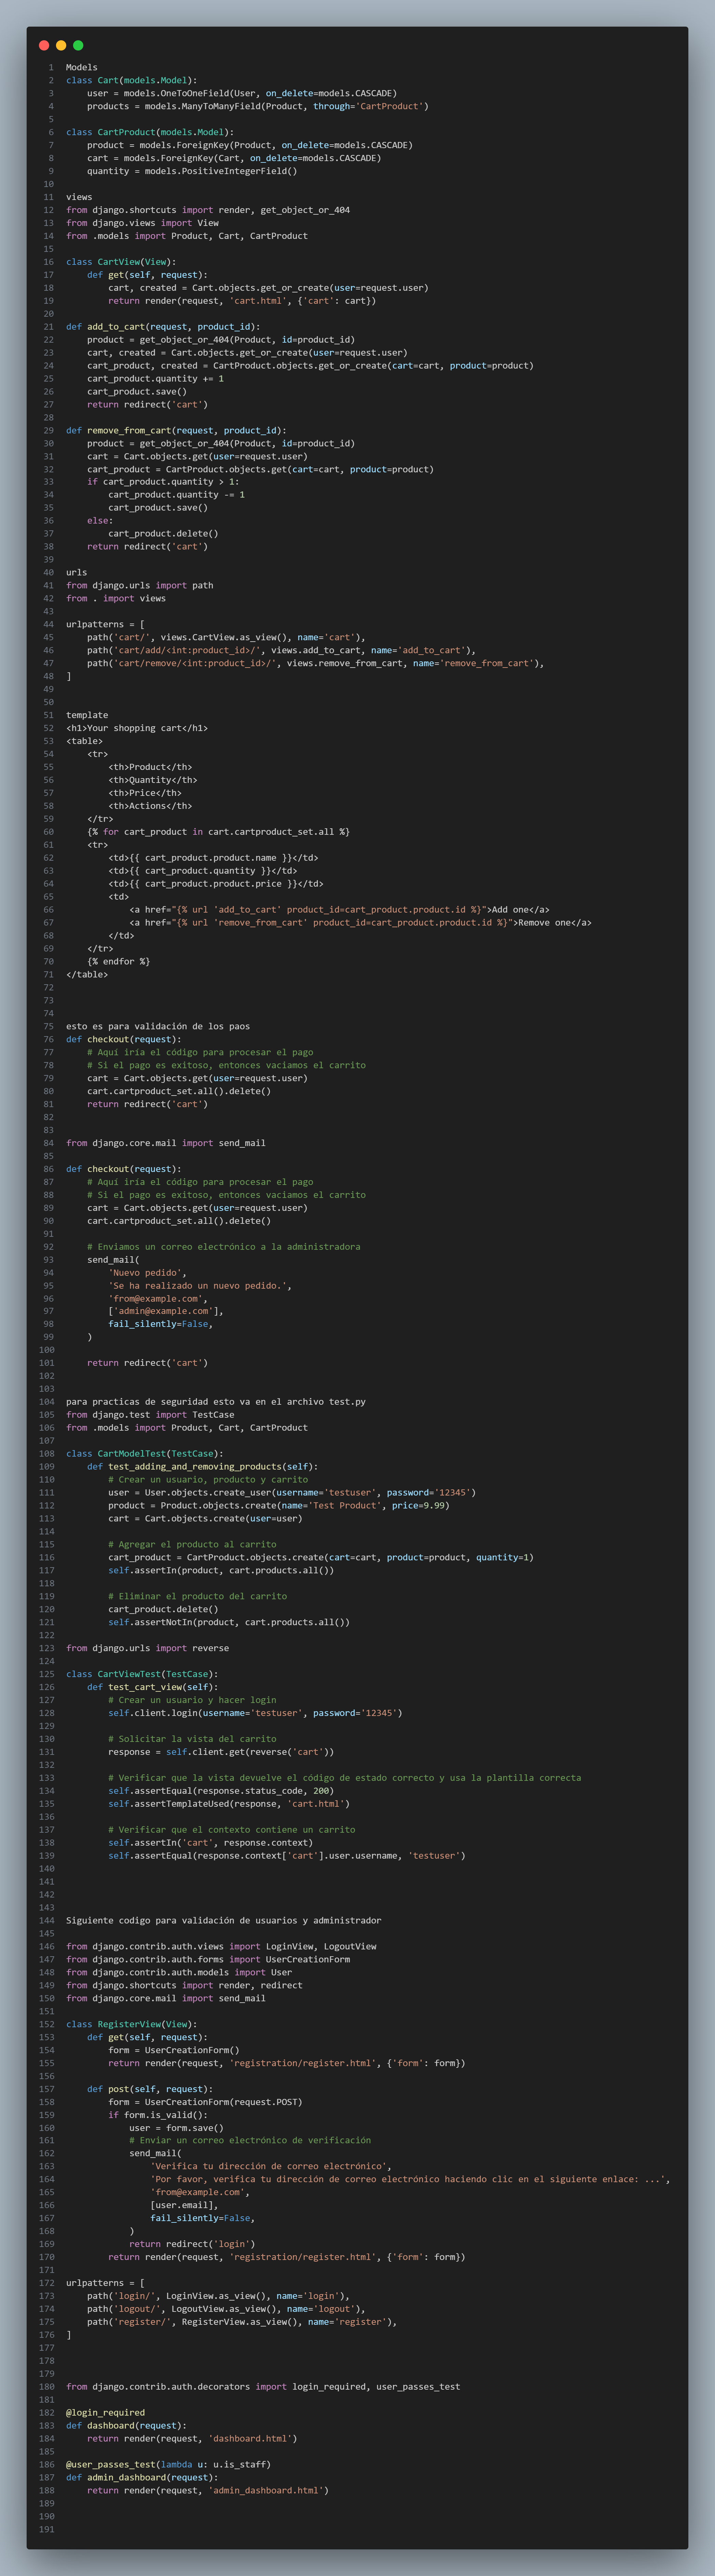 1 Models
2 class Cart(models.Model):
3     user = models.OneToOneField(User, on_delete=models.CASCADE)
4     products = models.ManyToManyField(Product, through='CartProduct')
5
6 class CartProduct(models.Model):
7     product = models.ForeignKey(Product, on_delete=models.CASCADE)
8     cart = models.ForeignKey(Cart, on_delete=models.CASCADE)
9     quantity = models.PositiveIntegerField()
10
11 views
12 from django.shortcuts import render, get_object_or_404
13 from django.views import View
14 from .models import Product, Cart, CartProduct
15
16 class CartView(View):
17     def get(self, request):
18         cart, created = Cart.objects.get_or_create(user=request.user)
19         return render(request, 'cart.html', {'cart': cart})
20
21 def add_to_cart(request, product_id):
22     product = get_object_or_404(Product, id=product_id)
23     cart, created = Cart.objects.get_or_create(user=request.user)
24     cart_product, created = CartProduct.objects.get_or_create(cart=cart, product=product)
25     cart_product.quantity += 1
26     cart_product.save()
27     return redirect('cart')
28
29 def remove_from_cart(request, product_id):
30     product = get_object_or_404(Product, id=product_id)
31     cart = Cart.objects.get(user=request.user)
32     cart_product = CartProduct.objects.get(cart=cart, product=product)
33     if cart_product.quantity > 1:
34         cart_product.quantity -= 1
35         cart_product.save()
36     else:
37         cart_product.delete()
38     return redirect('cart')
39
40 urls
41 from django.urls import path
42 from . import views
43
44 urlpatterns = [
45     path('cart/', views.CartView.as_view(), name='cart'),
46     path('cart/add/<int:product_id>/', views.add_to_cart, name='add_to_cart'),
47     path('cart/remove/<int:product_id>/', views.remove_from_cart, name='remove_from_cart'),
48 ]
49
50
51 template
52 <h1>Your shopping cart</h1>
53 <table>
54     <tr>
55         <th>Product</th>
56         <th>Quantity</th>
57         <th>Price</th>
58         <th>Actions</th>
59     </tr>
60     {% for cart_product in cart.cartproduct_set.all %}
61     <tr>
62         <td>{{ cart_product.product.name }}</td>
63         <td>{{ cart_product.quantity }}</td>
64         <td>{{ cart_product.product.price }}</td>
65         <td>
66             <a href="{% url 'add_to_cart' product_id=cart_product.product.id %}">Add one</a>
67             <a href="{% url 'remove_from_cart' product_id=cart_product.product.id %}">Remove one</a>
68         </td>
69     </tr>
70     {% endfor %}
71 </table>
72
73
74
75 esto es para validación de los paos
76 def checkout(request):
77     # Aquí iría el código para procesar el pago
78     # Si el pago es exitoso, entonces vaciamos el carrito
79     cart = Cart.objects.get(user=request.user)
80     cart.cartproduct_set.all().delete()
81     return redirect('cart')
82
83
84 from django.core.mail import send_mail
85
86 def checkout(request):
87     # Aquí iría el código para procesar el pago
88     # Si el pago es exitoso, entonces vaciamos el carrito
89     cart = Cart.objects.get(user=request.user)
90     cart.cartproduct_set.all().delete()
91
92     # Enviamos un correo electrónico a la administradora
93     send_mail(
94         'Nuevo pedido',
95         'Se ha realizado un nuevo pedido.',
96         'from@example.com',
97         ['admin@example.com'],
98         fail_silently=False,
99     )
100
101     return redirect('cart')
102
103
104 para practicas de seguridad esto va en el archivo test.py
105 from django.test import TestCase
106 from .models import Product, Cart, CartProduct
107
108 class CartModelTest(TestCase):
109     def test_adding_and_removing_products(self):
110         # Crear un usuario, producto y carrito
111         user = User.objects.create_user(username='testuser', password='12345')
112         product = Product.objects.create(name='Test Product', price=9.99)
113         cart = Cart.objects.create(user=user)
114
115         # Agregar el producto al carrito
116         cart_product = CartProduct.objects.create(cart=cart, product=product, quantity=1)
117         self.assertIn(product, cart.products.all())
118
119         # Eliminar el producto del carrito
120         cart_product.delete()
121         self.assertNotIn(product, cart.products.all())
122
123 from django.urls import reverse
124
125 class CartViewTest(TestCase):
126     def test_cart_view(self):
127         # Crear un usuario y hacer login
128         self.client.login(username='testuser', password='12345')
129
130         # Solicitar la vista del carrito
131         response = self.client.get(reverse('cart'))
132
133         # Verificar que la vista devuelve el código de estado correcto y usa la plantilla correcta
134         self.assertEqual(response.status_code, 200)
135         self.assertTemplateUsed(response, 'cart.html')
136
137         # Verificar que el contexto contiene un carrito
138         self.assertIn('cart', response.context)
139         self.assertEqual(response.context['cart'].user.username, 'testuser')
140
141
142
143
144 Siguiente codigo para validación de usuarios y administrador
145
146 from django.contrib.auth.views import LoginView, LogoutView
147 from django.contrib.auth.forms import UserCreationForm
148 from django.contrib.auth.models import User
149 from django.shortcuts import render, redirect
150 from django.core.mail import send_mail
151
152 class RegisterView(View):
153     def get(self, request):
154         form = UserCreationForm()
155         return render(request, 'registration/register.html', {'form': form})
156
157     def post(self, request):
158         form = UserCreationForm(request.POST)
159         if form.is_valid():
160             user = form.save()
161             # Enviar un correo electrónico de verificación
162             send_mail(
163                 'Verifica tu dirección de correo electrónico',
164                 'Por favor, verifica tu dirección de correo electrónico haciendo clic en el siguiente enlace: ...',
165                 'from@example.com',
166                 [user.email],
167                 fail_silently=False,
168             )
169             return redirect('login')
170         return render(request, 'registration/register.html', {'form': form})
171
172 urlpatterns = [
173     path('login/', LoginView.as_view(), name='login'),
174     path('logout/', LogoutView.as_view(), name='logout'),
175     path('register/', RegisterView.as_view(), name='register'),
176 ]
177
178
179
180 from django.contrib.auth.decorators import login_required, user_passes_test
181
182 @login_required
183 def dashboard(request):
184     return render(request, 'dashboard.html')
185
186 @user_passes_test(lambda u: u.is_staff)
187 def admin_dashboard(request):
188     return render(request, 'admin_dashboard.html')
189
190
191